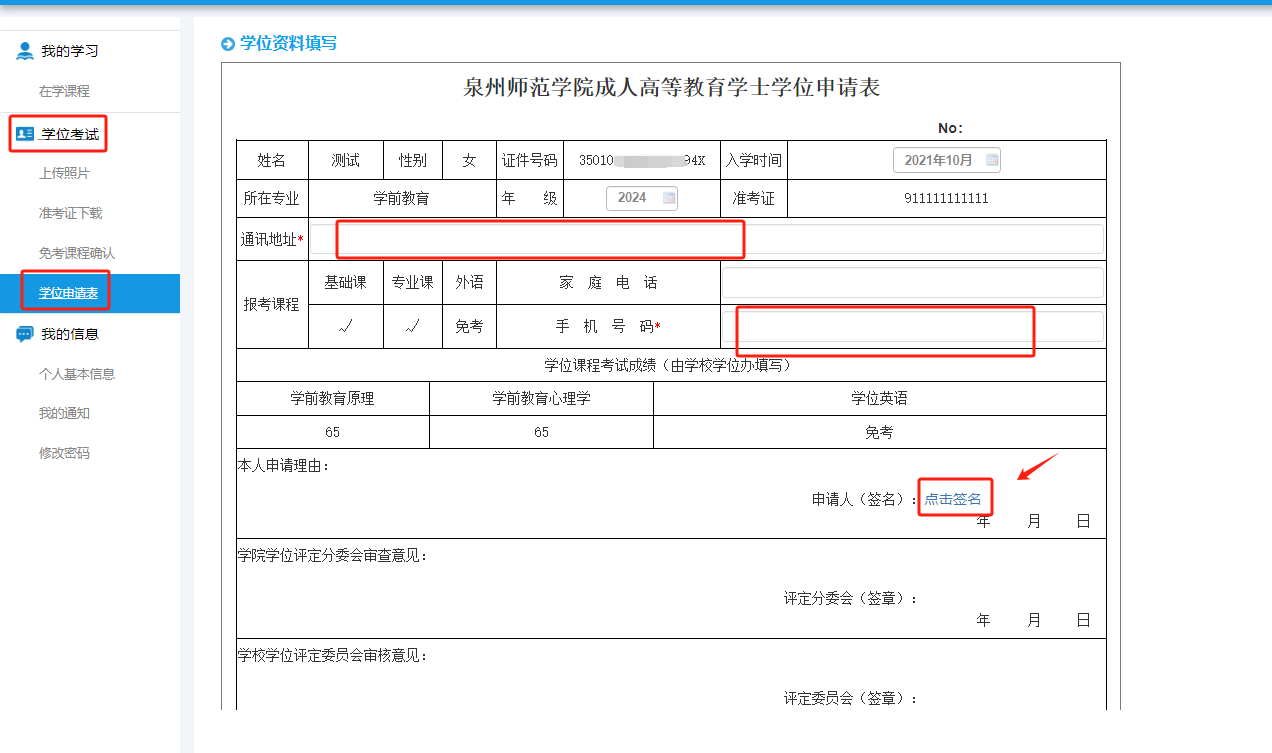 我的学习
在学课程
学位考试
上传照片
准考证下载
免考课程确认
学位申请表
我的信息
个人基本信息
我的通知
修改密码
学位资料填写
泉州师范学院成人高等教育学士学位申请表
No：
姓名 测试 性别 女 证件号码 35010 94X 入学时间 2021年10月
所在专业 学前教育 年 级 2024 准考证 911111111111
通讯地址*
报考课程 基础课 专业课 外语 家 庭 电 话
✓ ✓ 免考 手 机 号 码*
学位课程考试成绩（由学校学位办填写）
学前教育原理 学前教育心理学 学位英语
65 65 免考
本人申请理由：
申请人（签名）：点击签名
年 月 日
学院学位评定分委会审查意见：
评定分委会（签章）：
年 月 日
学校学位评定委员会审核意见：
评定委员会（签章）：